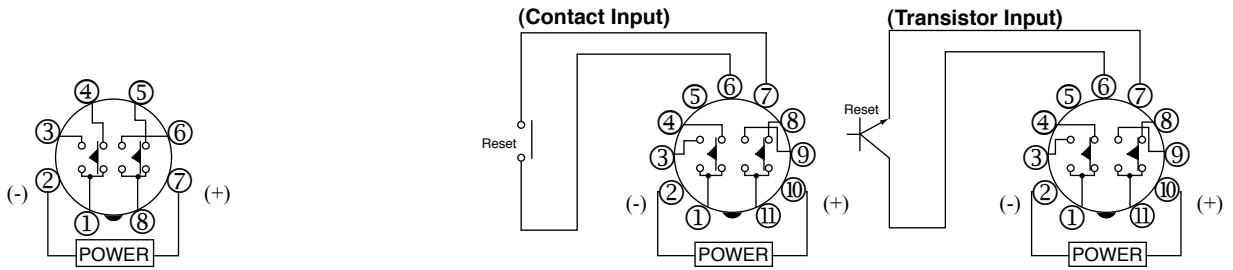 (Contact Input)
(Transistor Input)
④ ⑤
③ ⑥
② ⑦
(-) (+)
① ⑧
POWER
Reset
⑥
⑤ ⑦
④ ⑧
③ ⑨
② ⑩
(-) (+)
① ⑪
POWER
Reset
⑥
⑤ ⑦
④ ⑧
③ ⑨
② ⑩
(-) (+)
① ⑪
POWER